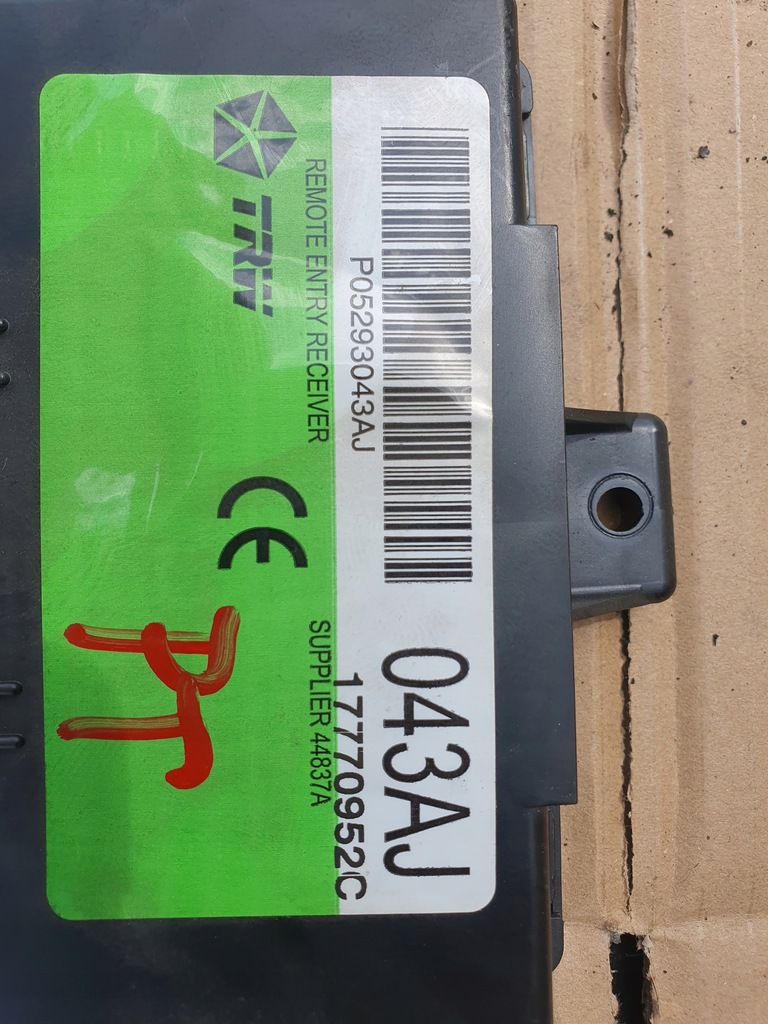 P05293043AJ
043AJ
17770952C
REMOTE ENTRY RECEIVER
SUPPLIER 44837A
TRW
CE
PT